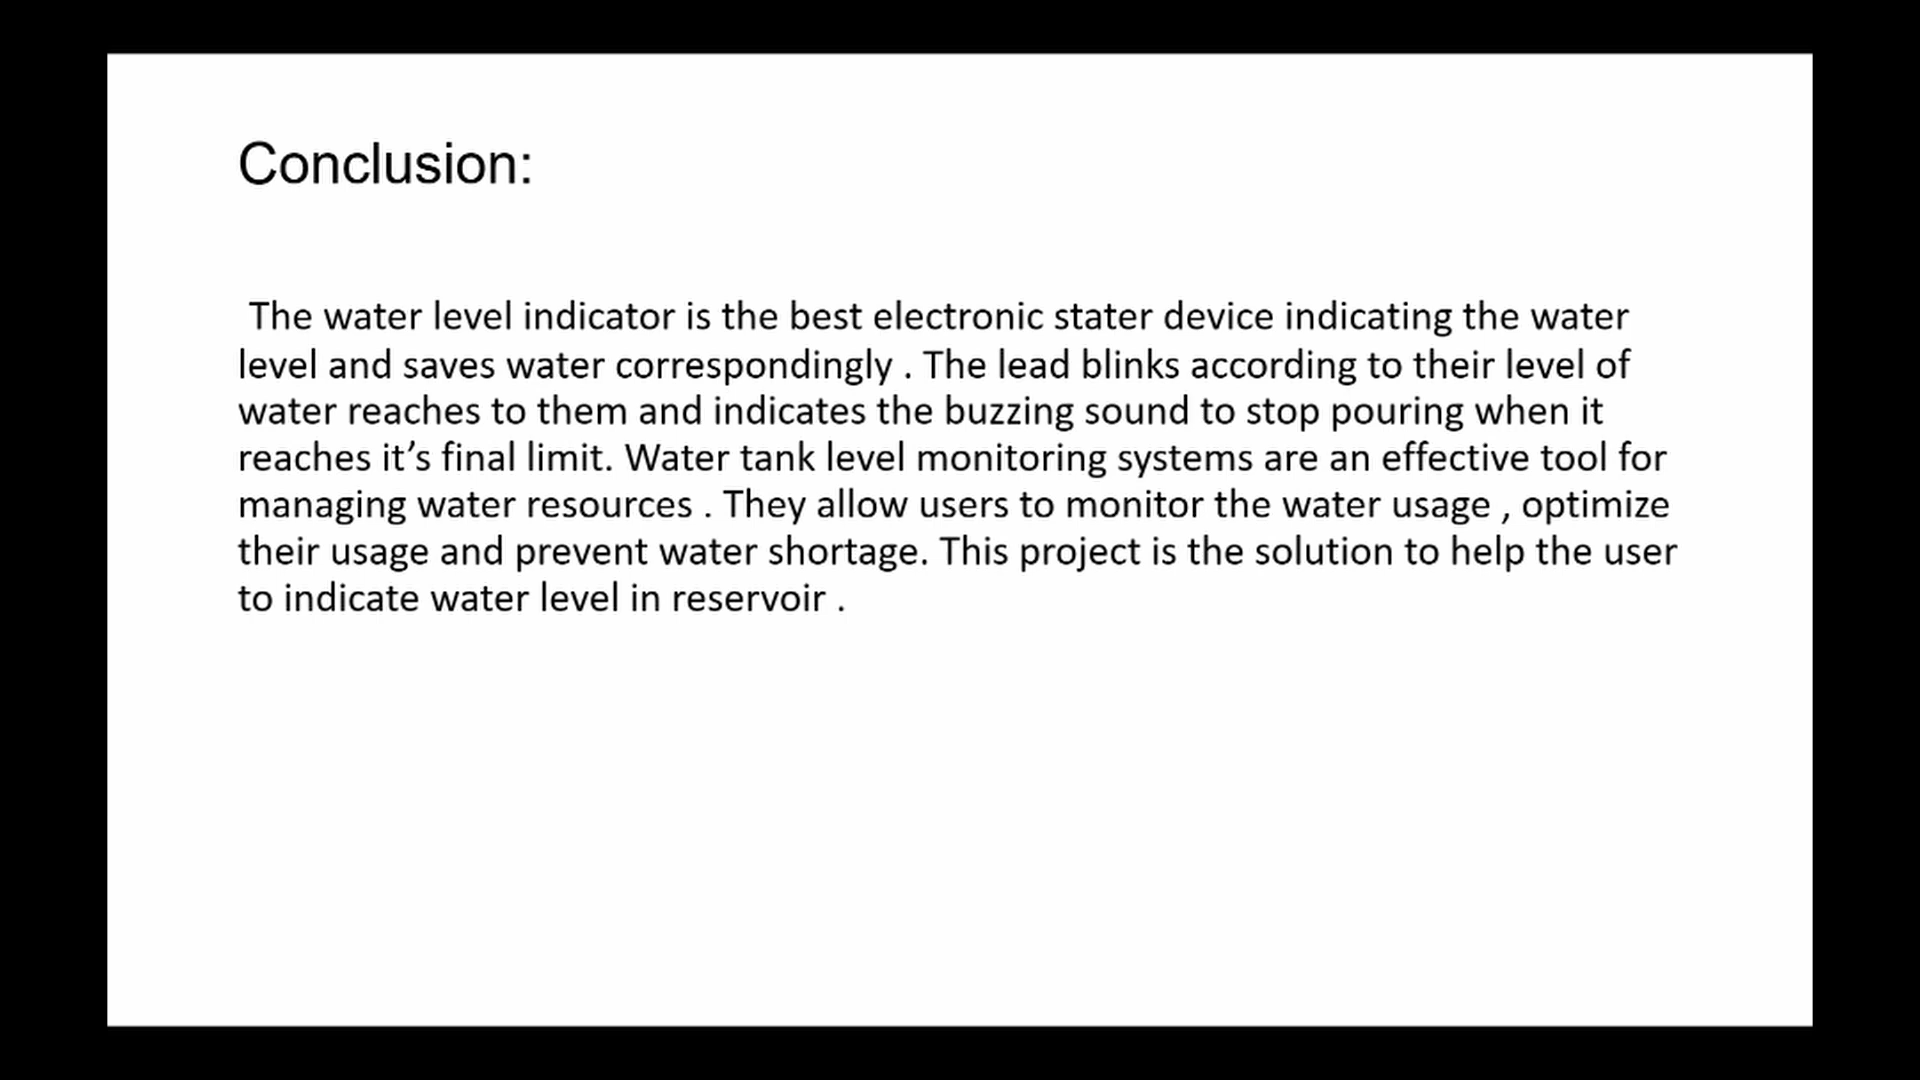 Conclusion:
The water level indicator is the best electronic stater device indicating the water
level and saves water correspondingly . The lead blinks according to their level of
water reaches to them and indicates the buzzing sound to stop pouring when it
reaches it’s final limit. Water tank level monitoring systems are an effective tool for
managing water resources . They allow users to monitor the water usage , optimize
their usage and prevent water shortage. This project is the solution to help the user
to indicate water level in reservoir .